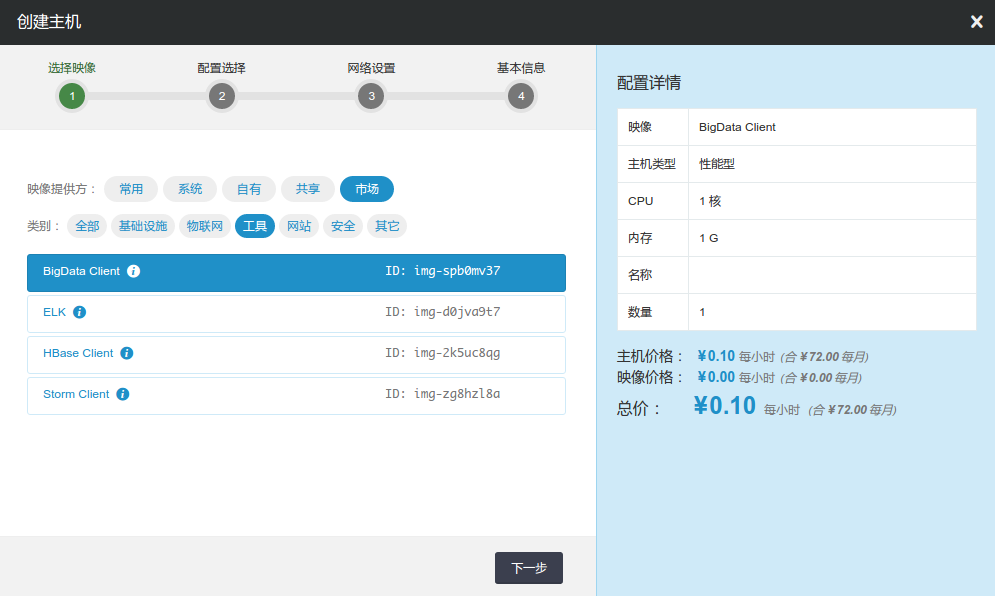 创建主机
选择映像 配置选择 网络设置 基本信息
1 2 3 4
映像提供方： 常用 系统 自有 共享 市场
类别： 全部 基础设施 物联网 工具 网站 安全 其它
BigData Client ID: img-spb0mv37
ELK ID: img-d0jva9t7
HBase Client ID: img-2k5uc8qg
Storm Client ID: img-zg8hzl8a
下一步
配置详情
映像 BigData Client
主机类型 性能型
CPU 1 核
内存 1 G
名称
数量 1
主机价格： ¥0.10 每小时 (合 ¥72.00 每月)
映像价格： ¥0.00 每小时 (合 ¥0.00 每月)
总价： ¥0.10 每小时 (合 ¥72.00 每月)